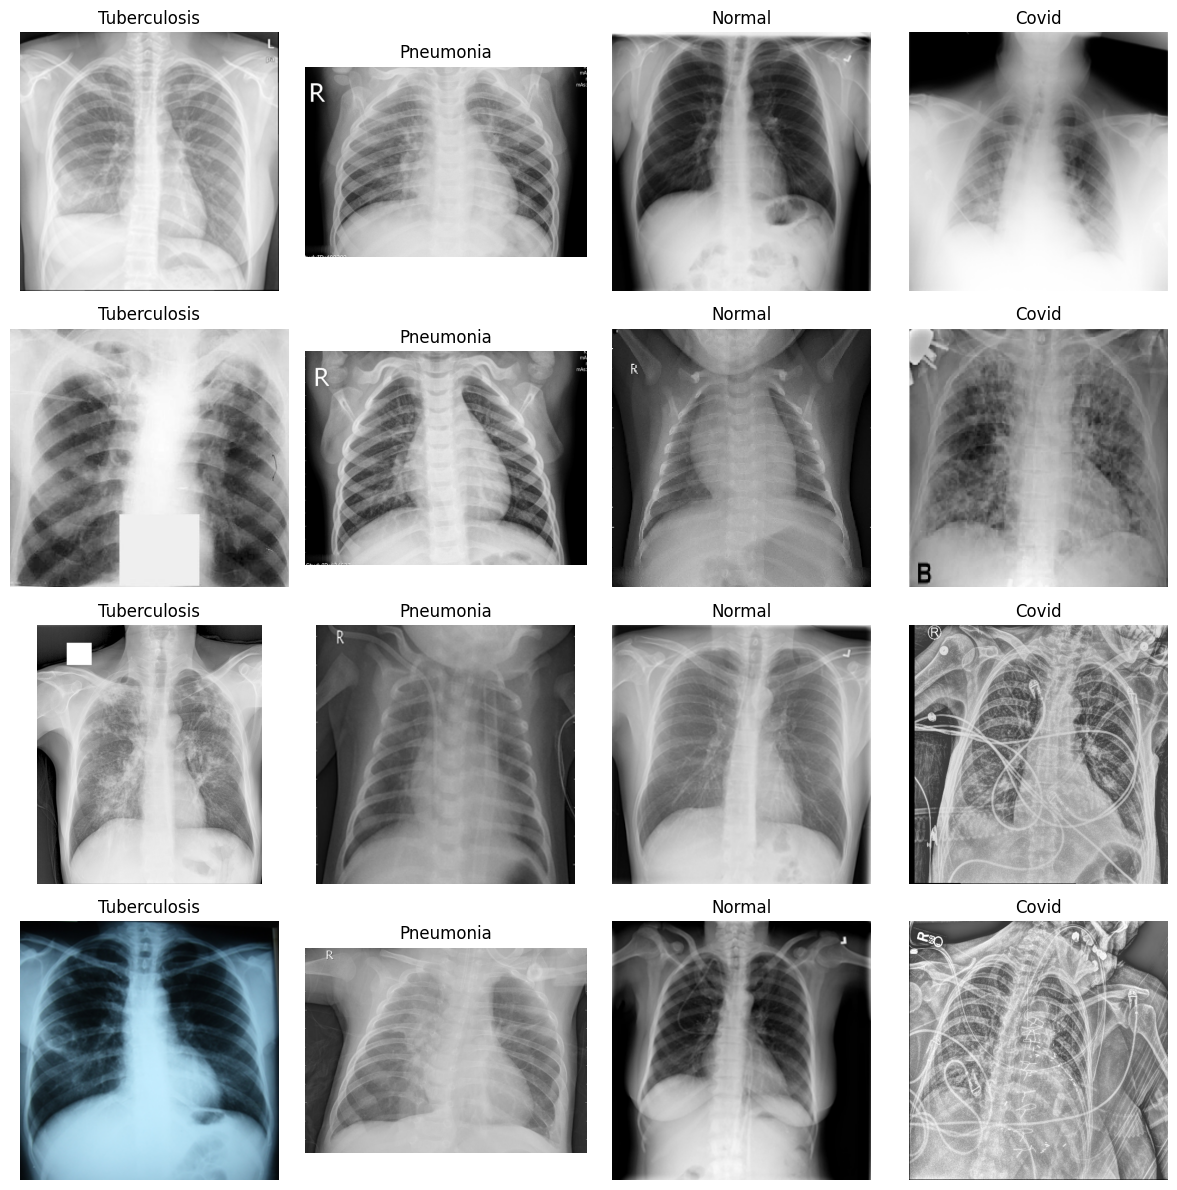 Tuberculosis
Pneumonia
Normal
Covid
L
R
Tuberculosis
Pneumonia
Normal
Covid
R
R
B
Tuberculosis
Pneumonia
Normal
Covid
R
R
Tuberculosis
Pneumonia
Normal
Covid
R
R